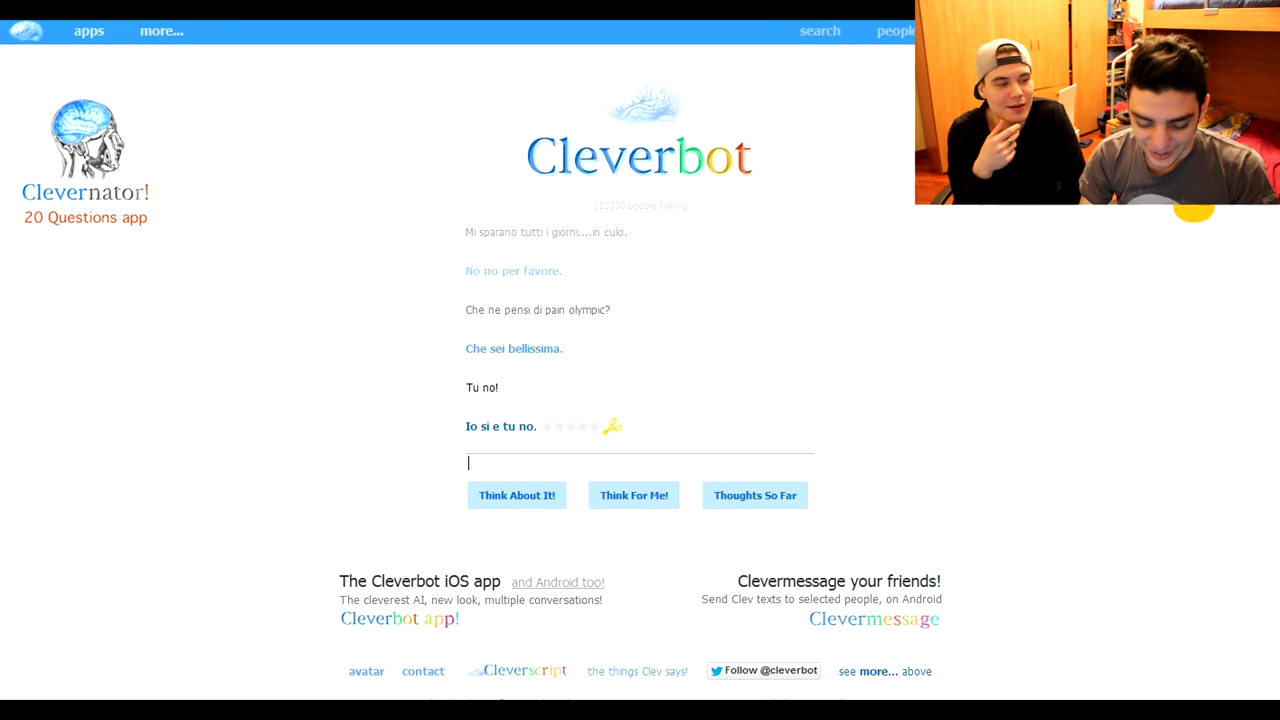 apps more... search people
Clevernator!
20 Questions app
Cleverbot
113350 people talking
Mi sparano tutti i giorni....in culo.
No no per favore.
Che ne pensi di pain olympic?
Che sei bellissima.
Tu no!
Io si e tu no.
Think About It! Think For Me! Thoughts So Far
The Cleverbot iOS app and Android too!
The cleverest AI, new look, multiple conversations!
Cleverbot app!
Clevermessage your friends!
Send Clev texts to selected people, on Android
Clevermessage
avatar contact Cleverscript the things Clev says! Follow @cleverbot see more... above